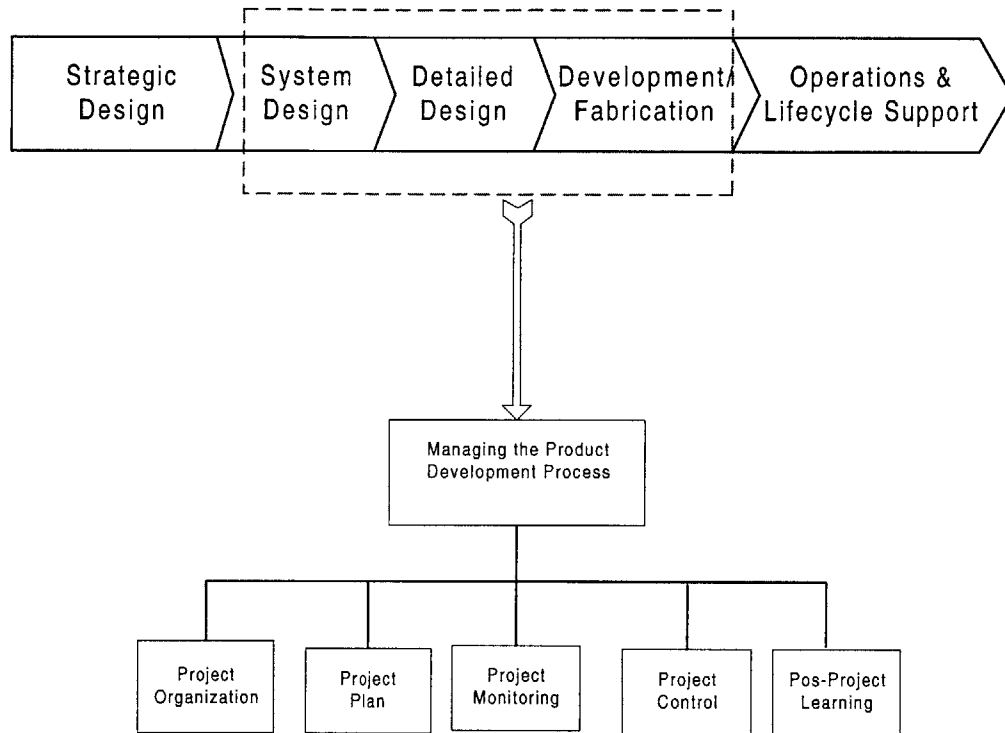 Strategic
Design
System
Design
Detailed
Design
Development/
Fabrication
Operations &
Lifecycle Support
Managing the Product
Development Process
Project
Organization
Project
Plan
Project
Monitoring
Project
Control
Pos-Project
Learning